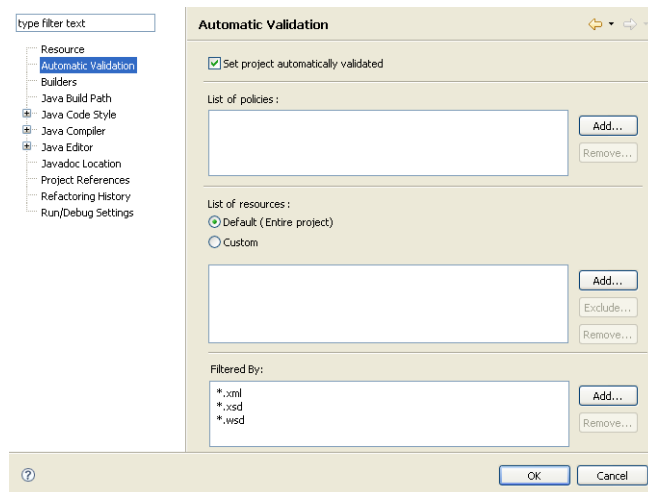 type filter text
Resource
Automatic Validation
Builders
Java Build Path
Java Code Style
Java Compiler
Java Editor
Javadoc Location
Project References
Refactoring History
Run/Debug Settings
Automatic Validation
Set project automatically validated
List of policies :
Add...
Remove...
List of resources :
Default ( Entire project)
Custom
Add...
Exclude...
Remove...
Filtered By:
*.xml
*.xsd
*.wsd
Add...
Remove...
OK
Cancel